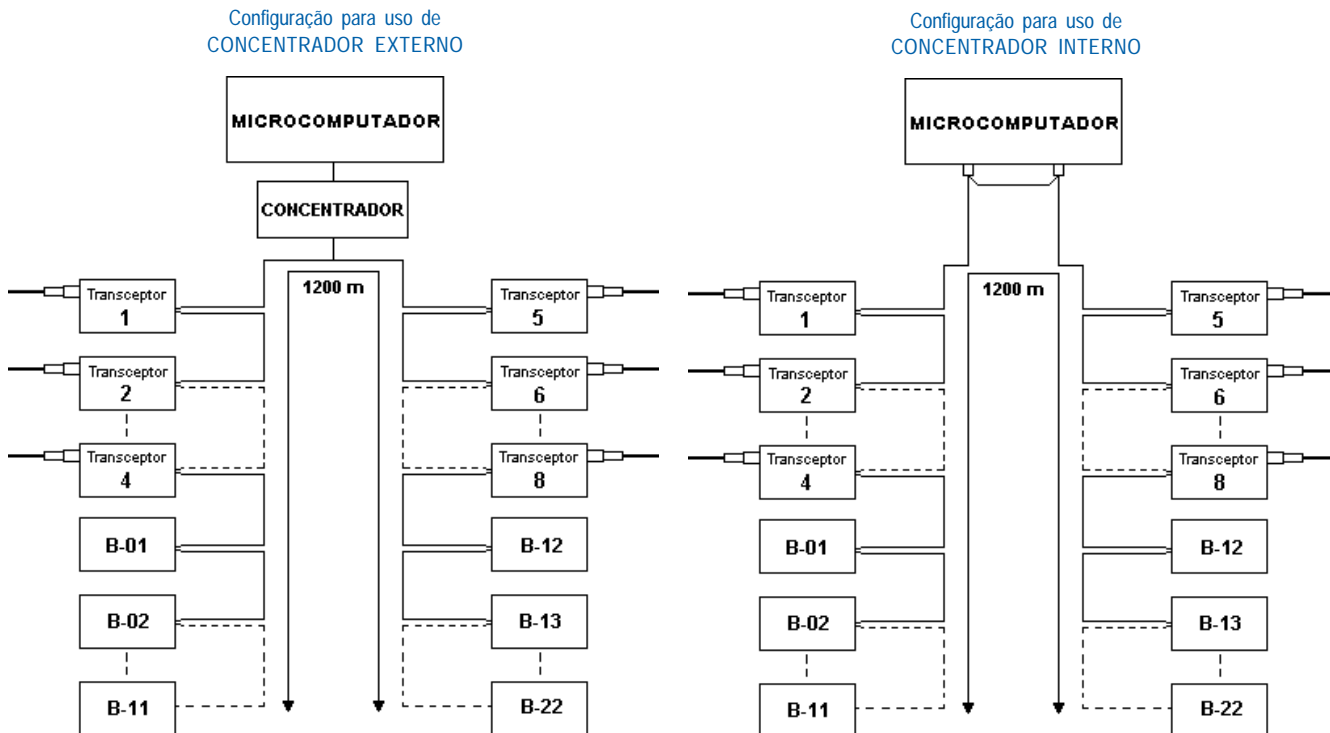 Configuração para uso de
CONCENTRADOR EXTERNO
MICROCOMPUTADOR
CONCENTRADOR
1200 m
Transceptor
1
Transceptor
5
Transceptor
2
Transceptor
6
Transceptor
4
Transceptor
8
B-01
B-12
B-02
B-13
B-11
B-22
Configuração para uso de
CONCENTRADOR INTERNO
MICROCOMPUTADOR
1200 m
Transceptor
1
Transceptor
5
Transceptor
2
Transceptor
6
Transceptor
4
Transceptor
8
B-01
B-12
B-02
B-13
B-11
B-22